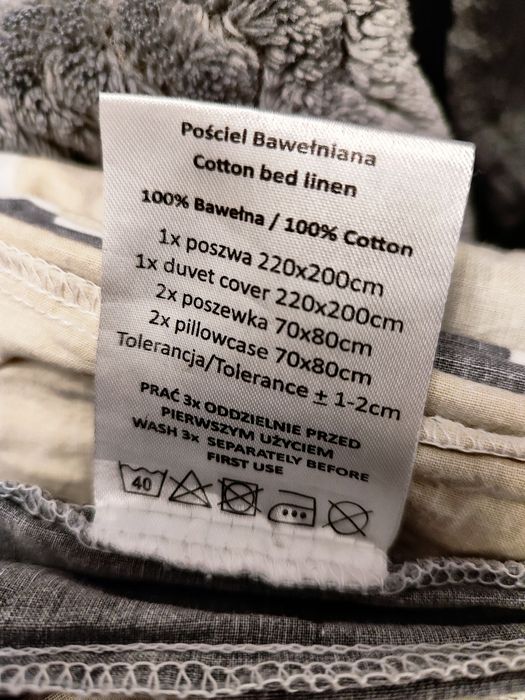 Pościel Bawełniana
Cotton bed linen
100% Bawełna / 100% Cotton
1x poszwa 220x200cm
1x duvet cover 220x200cm
2x poszewka 70x80cm
2x pillowcase 70x80cm
Tolerancja/Tolerance ± 1-2cm
PRAĆ 3x ODDZIELNIE PRZED
PIERWSZYM UŻYCIEM
WASH 3x SEPARATELY BEFORE
FIRST USE
40